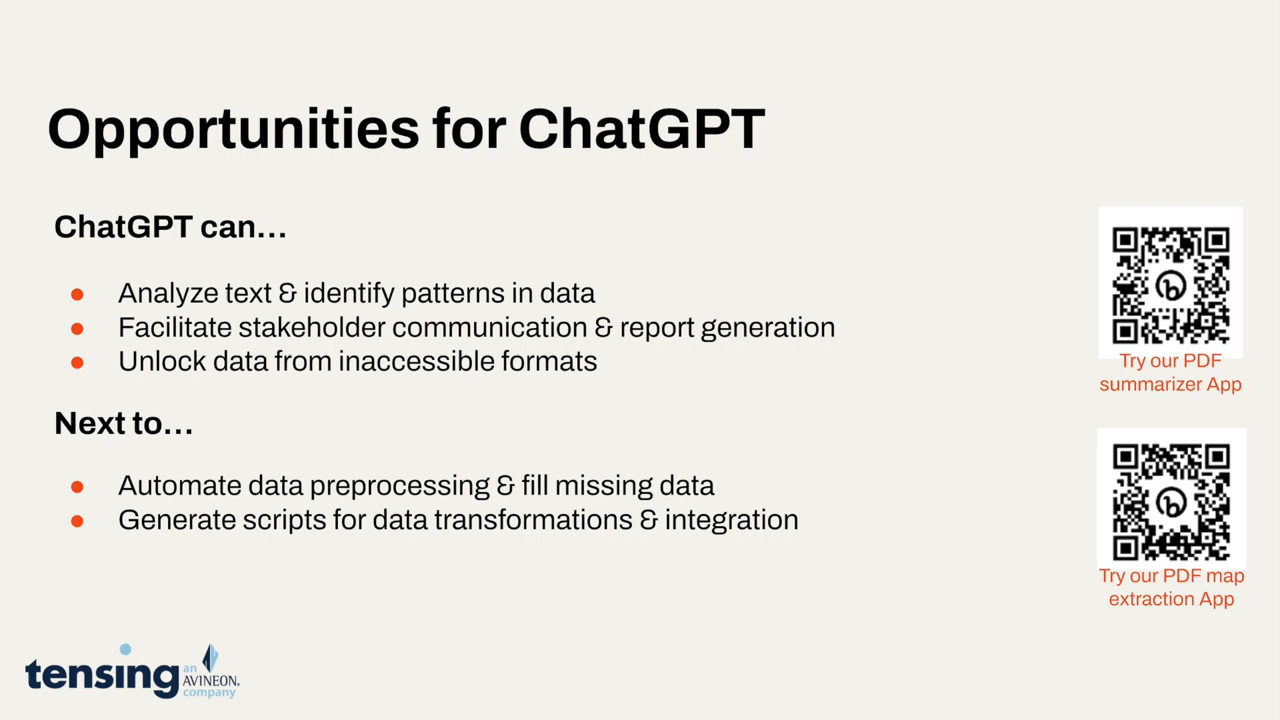 Opportunities for ChatGPT
ChatGPT can...
Analyze text & identify patterns in data
Facilitate stakeholder communication & report generation
Unlock data from inaccessible formats
Next to...
Automate data preprocessing & fill missing data
Generate scripts for data transformations & integration
Try our PDF
summarizer App
Try our PDF map
extraction App
tensing
an
AVINEON.
company